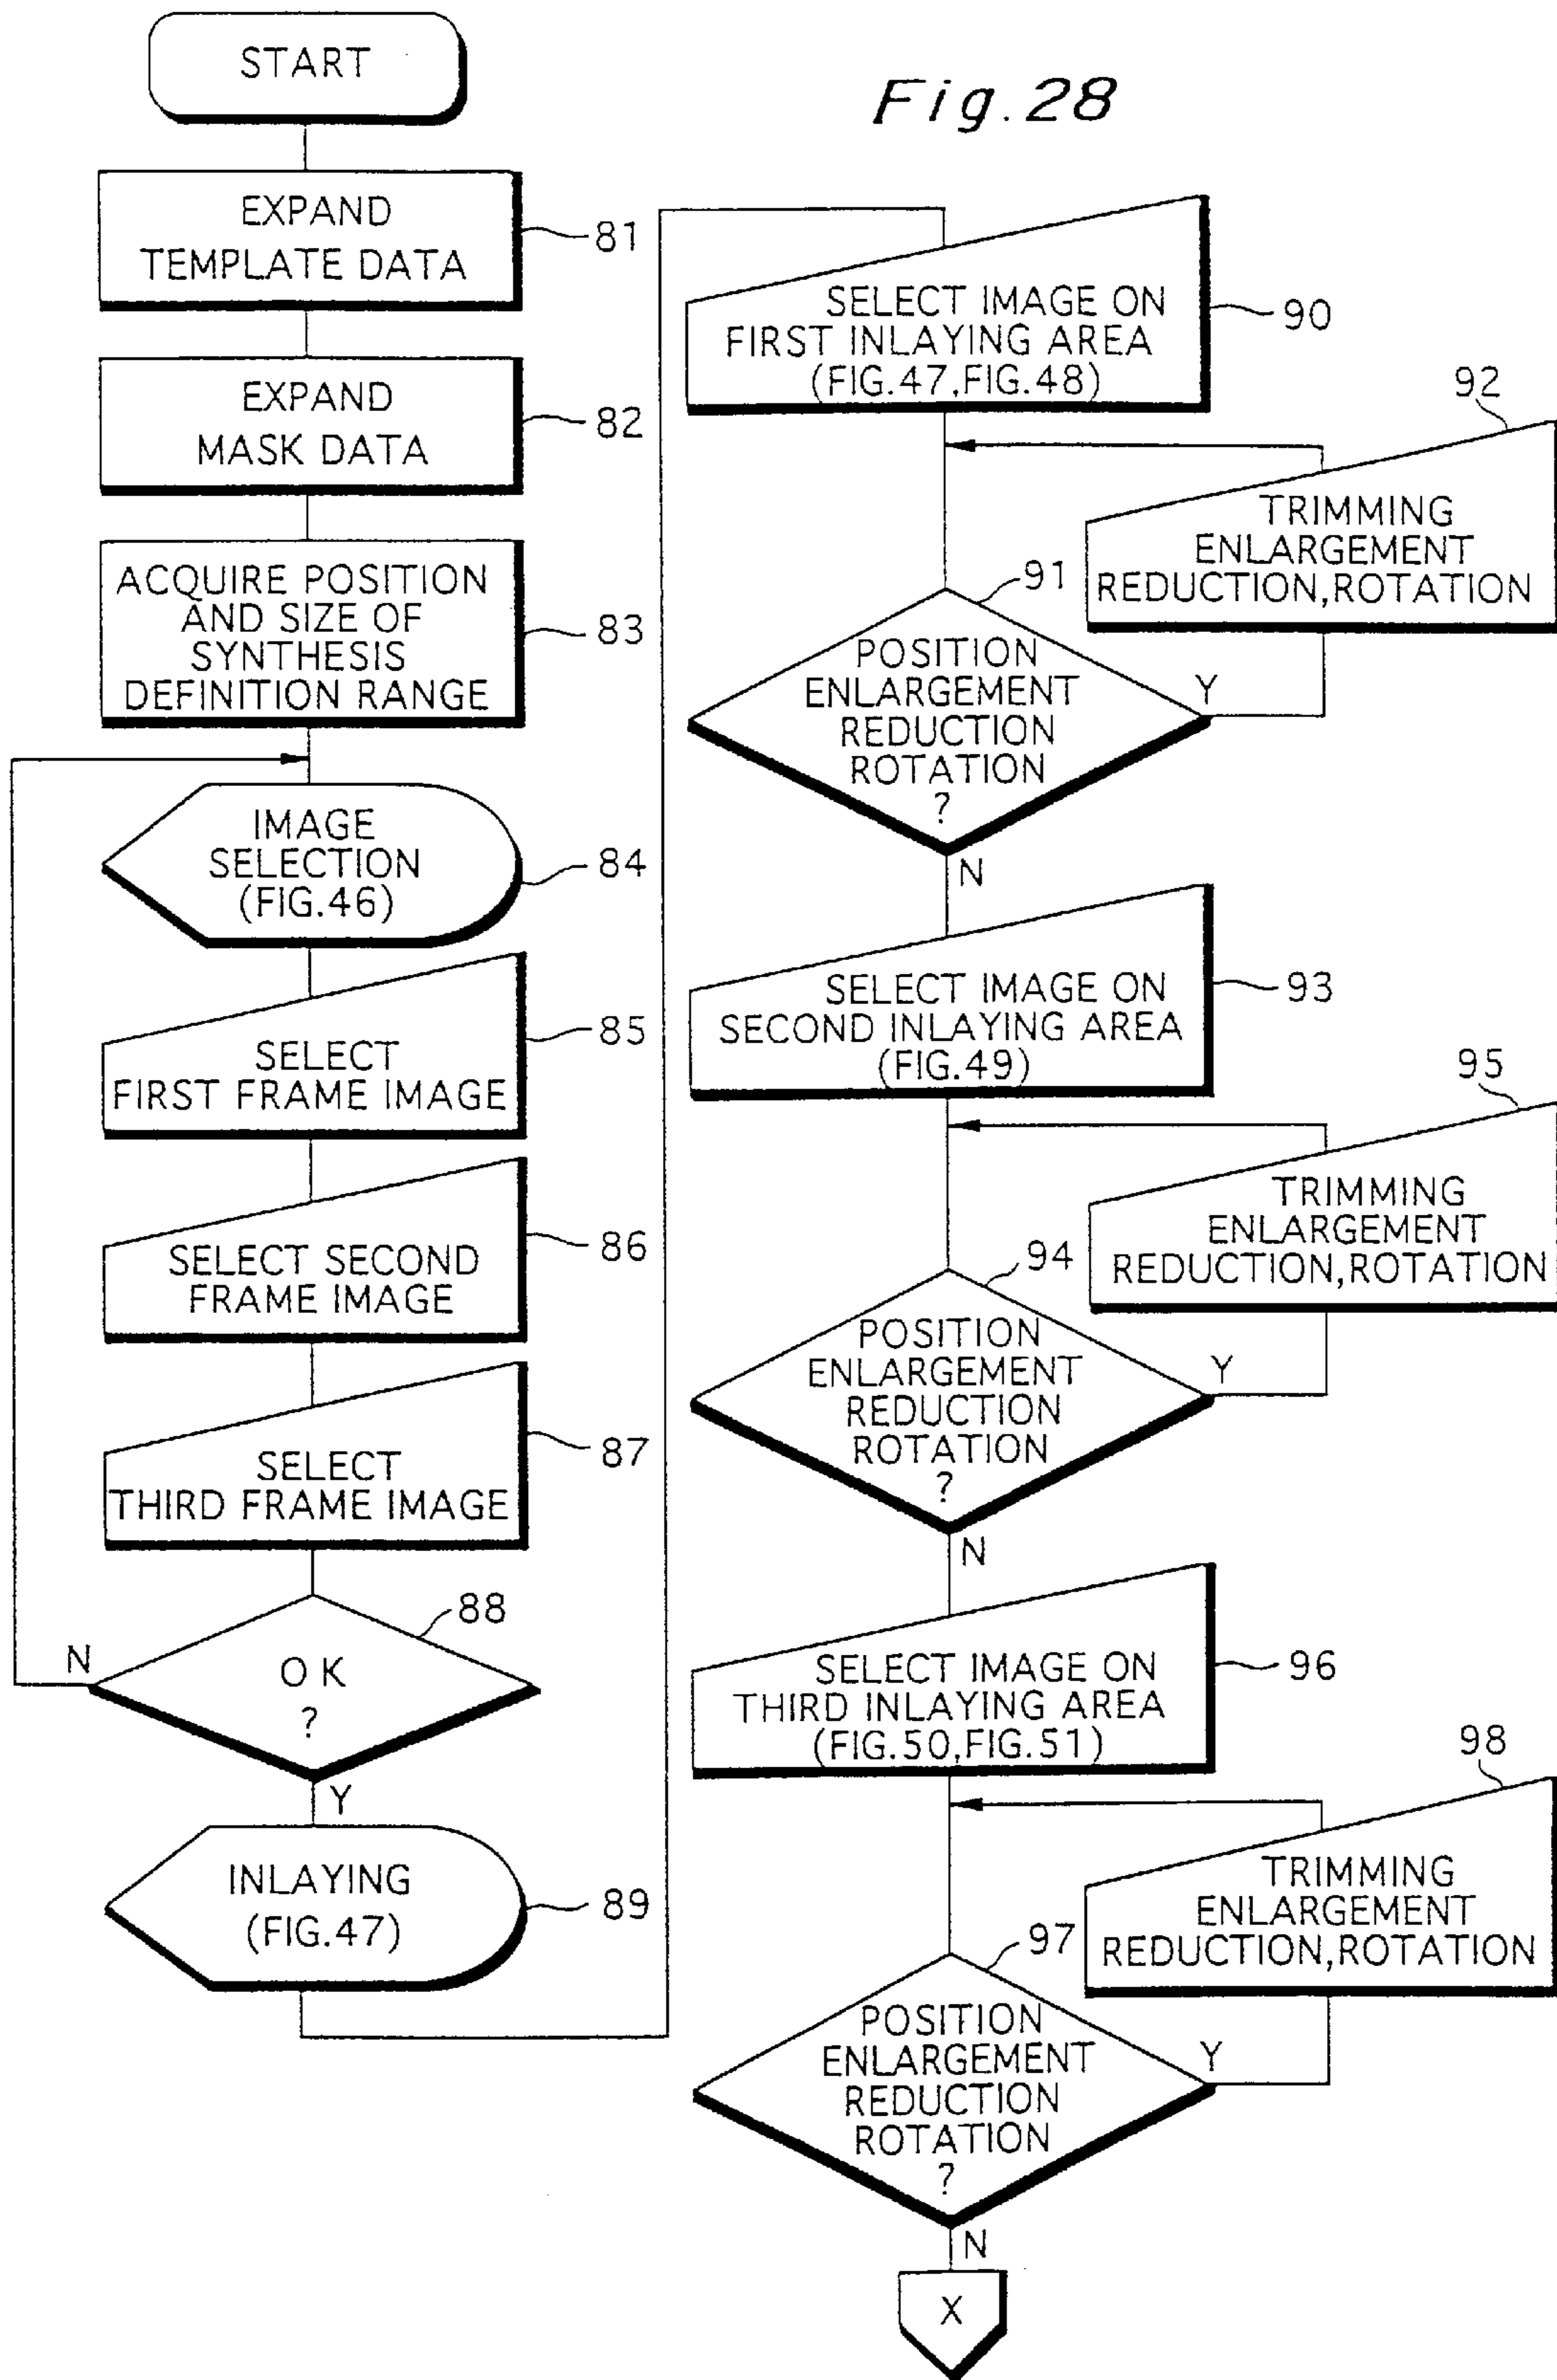 Fig. 28
START
EXPAND
TEMPLATE DATA
81
EXPAND
MASK DATA
82
ACQUIRE POSITION
AND SIZE OF
SYNTHESIS
DEFINITION RANGE
83
IMAGE
SELECTION
(FIG.46)
84
SELECT
FIRST FRAME IMAGE
85
SELECT SECOND
FRAME IMAGE
86
SELECT
THIRD FRAME IMAGE
87
OK
?
88
N
Y
INLAYING
(FIG.47)
89
SELECT IMAGE ON
FIRST INLAYING AREA
(FIG.47,FIG.48)
90
POSITION
ENLARGEMENT
REDUCTION
ROTATION
?
91
Y
N
TRIMMING
ENLARGEMENT
REDUCTION,ROTATION
92
SELECT IMAGE ON
SECOND INLAYING AREA
(FIG.49)
93
POSITION
ENLARGEMENT
REDUCTION
ROTATION
?
94
Y
N
TRIMMING
ENLARGEMENT
REDUCTION,ROTATION
95
SELECT IMAGE ON
THIRD INLAYING AREA
(FIG.50,FIG.51)
96
POSITION
ENLARGEMENT
REDUCTION
ROTATION
?
97
Y
N
TRIMMING
ENLARGEMENT
REDUCTION,ROTATION
98
X